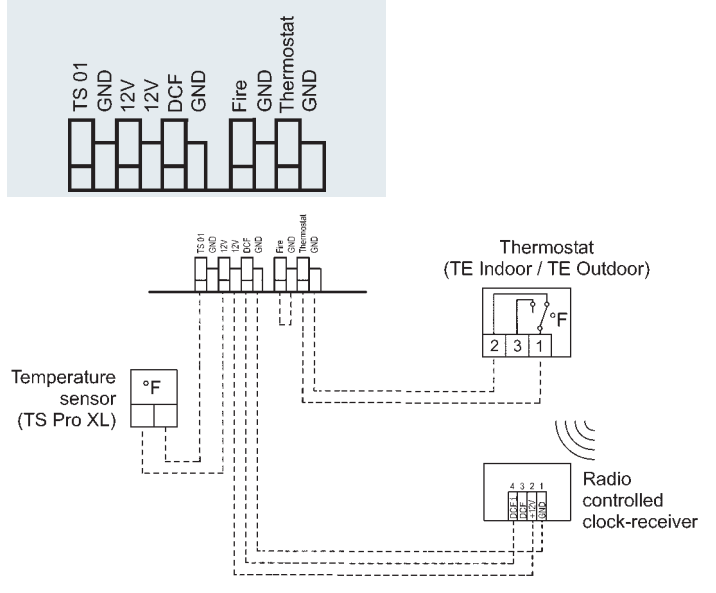 TS 01
GND
12V
12V
DCF
GND
Fire
GND
Thermostat
GND
TS 01
GND
12V
12V
DCF
GND
Fire
GND
Thermostat
GND
Thermostat
(TE Indoor / TE Outdoor)
°F
2 3 1
Temperature
sensor
(TS Pro XL)
°F
Radio
controlled
clock-receiver
4 3 2 1
DCF
+12V
GND